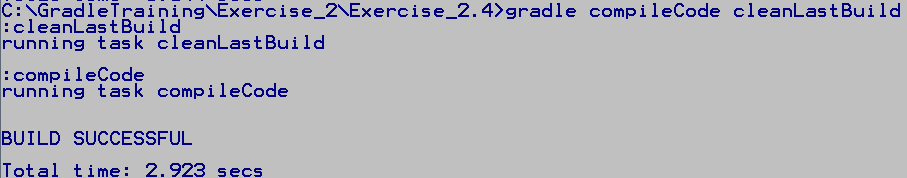 C:\GradleTraining\Exercise_2\Exercise_2.4>gradle compileCode cleanLastBuild
:cleanLastBuild
running task cleanLastBuild
:compileCode
running task compileCode
BUILD SUCCESSFUL
Total time: 2.923 secs